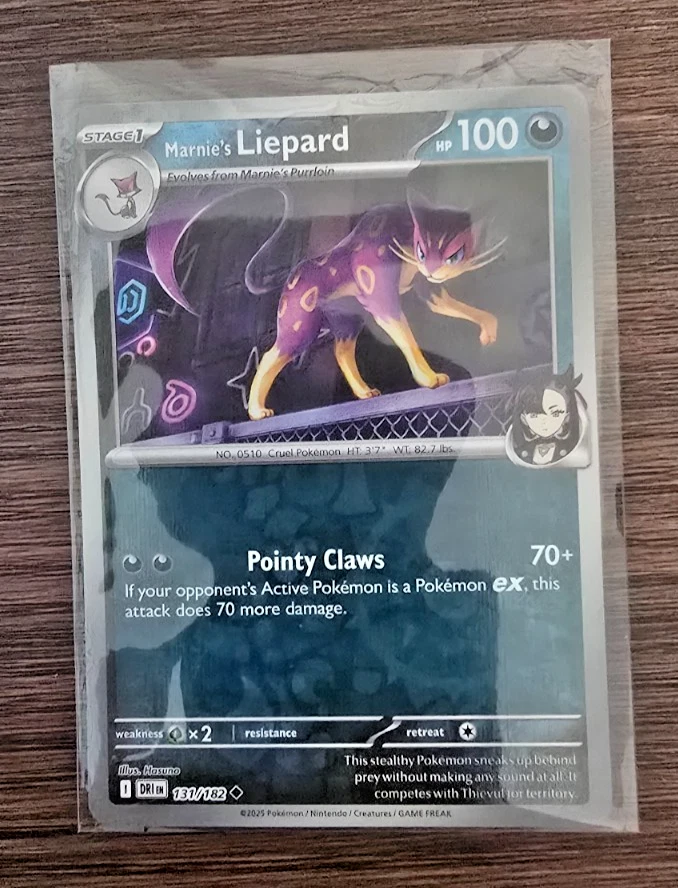 STAGE1
Marnie's Liepard
HP 100
Evolves from Marnie's Purrloin
NO. 0510 Cruel Pokémon HT: 3'7" WT: 82.7 lbs.
Pointy Claws 70+
If your opponent's Active Pokémon is a Pokémon ex, this
attack does 70 more damage.
weakness ×2 resistance retreat
This stealthy Pokémon sneaks up behind
prey without making any sound at all. It
competes with Thievul for territory.
Illus. Hasuno
I DRI EN 131/182
©2025 Pokémon / Nintendo / Creatures / GAME FREAK